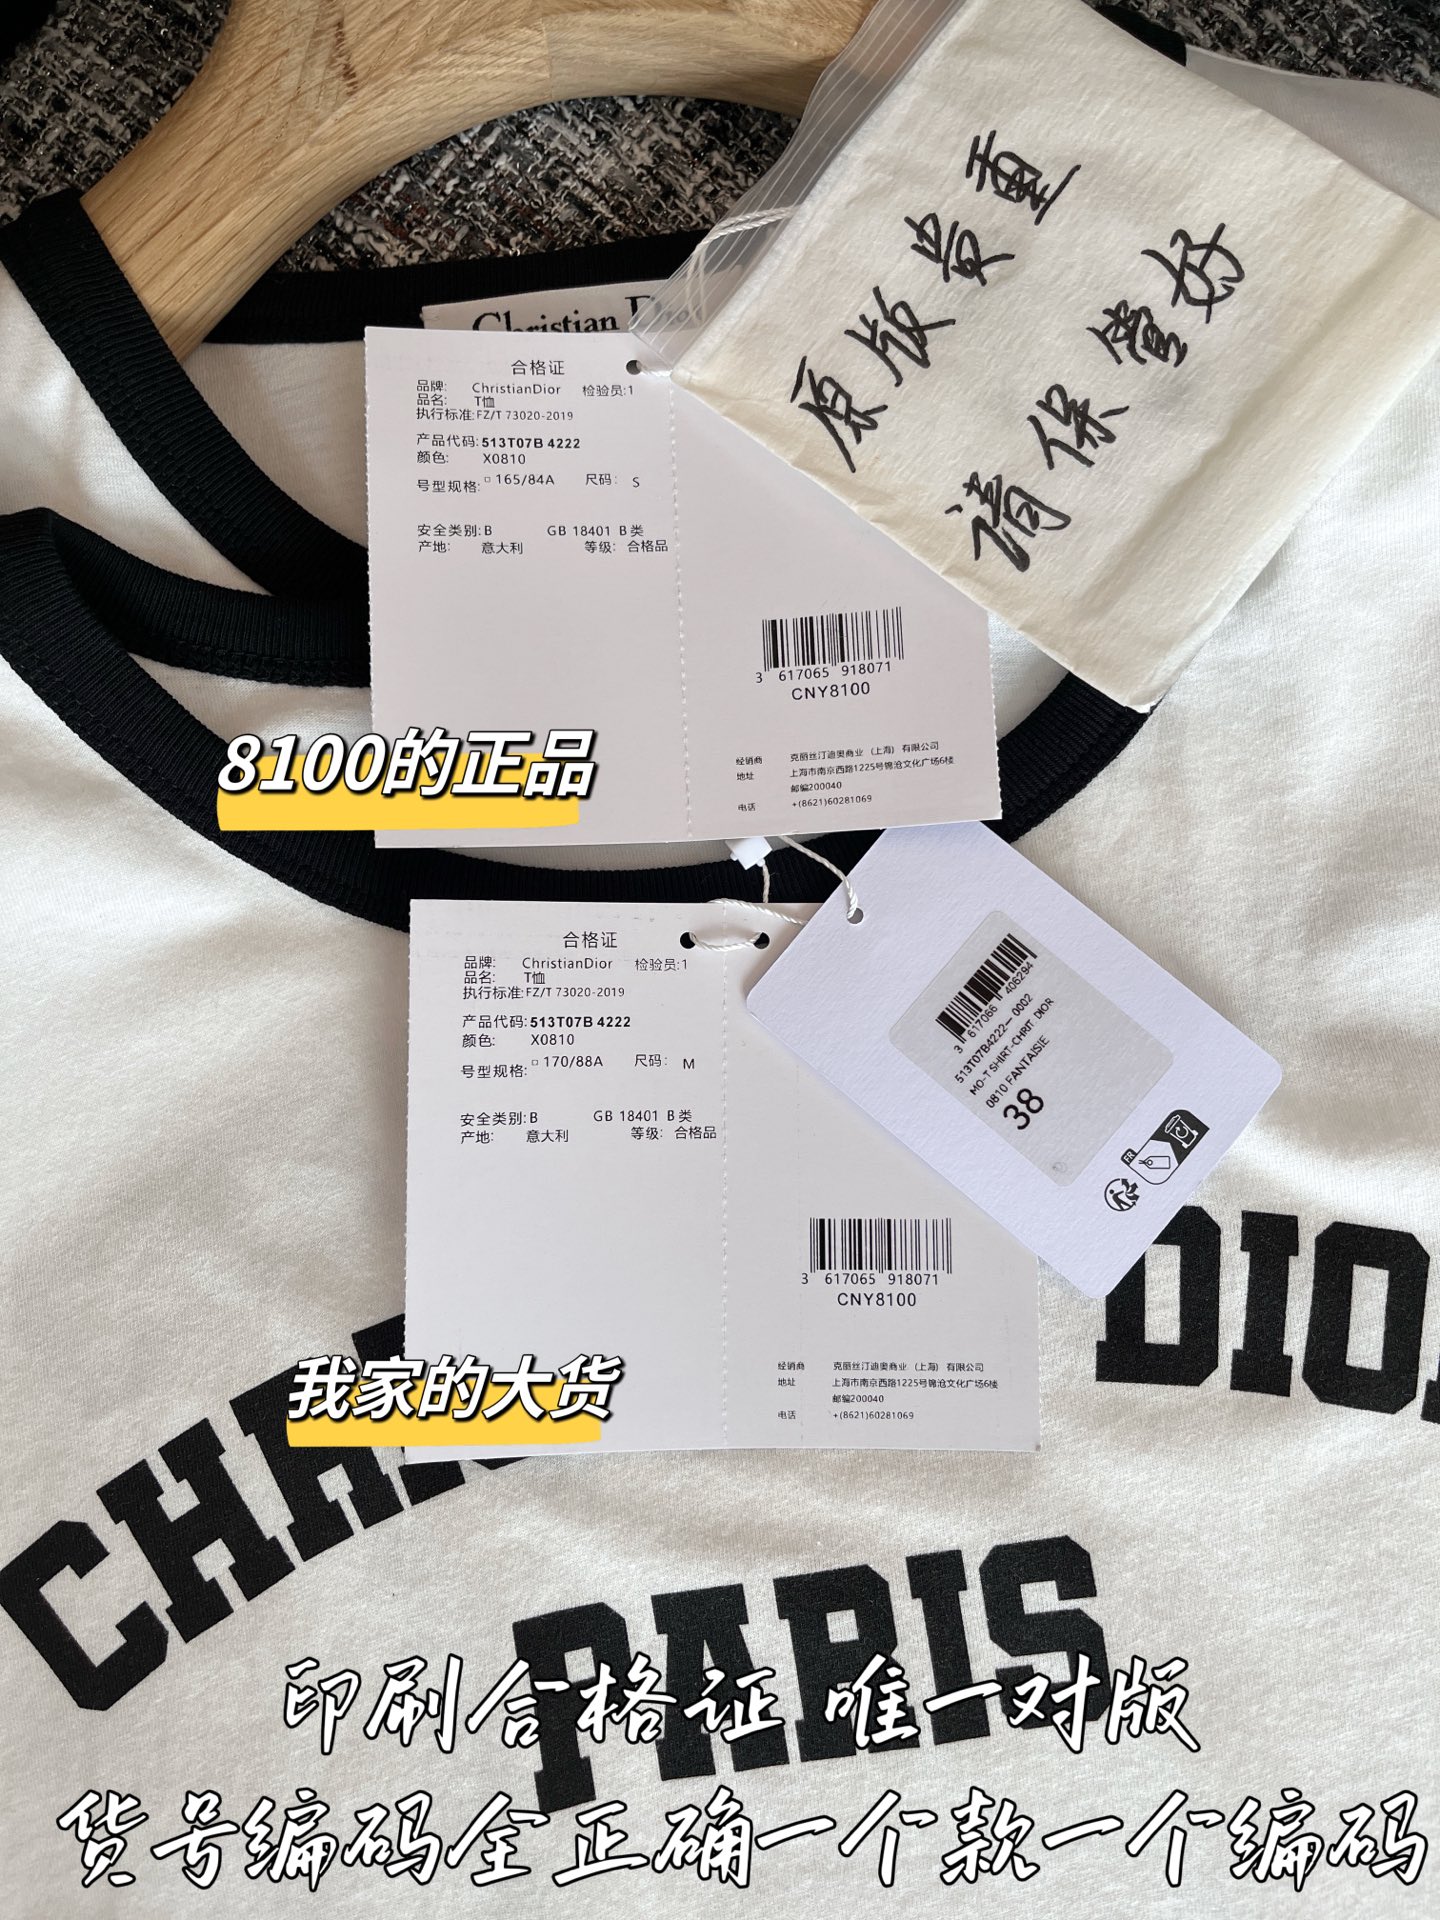 原版贵重
请保管好
Christian Dior
合格证
品牌: ChristianDior 检验员:1
品名: T恤
执行标准:FZ/T 73020-2019
产品代码:513T07B 4222
颜色: X0810
号型规格: 165/84A 尺码: S
安全类别:B GB 18401 B类
产地: 意大利 等级: 合格品
3 617065 918071
CNY8100
经销商 克丽丝汀迪奥商业（上海）有限公司
地址 上海市南京西路1225号锦沧文化广场6楼
邮编200040
电话 +(8621)60281069
8100的正品
合格证
品牌: ChristianDior 检验员:1
品名: T恤
执行标准:FZ/T 73020-2019
产品代码:513T07B 4222
颜色: X0810
号型规格: 170/88A 尺码: M
安全类别:B GB 18401 B类
产地: 意大利 等级: 合格品
3 617065 918071
CNY8100
经销商 克丽丝汀迪奥商业（上海）有限公司
地址 上海市南京西路1225号锦沧文化广场6楼
邮编200040
电话 +(8621)60281069
3 617066 406294
513T07B4222—0002
MO-T SHIRT-CHRIT. DIOR
0810 FANTAISIE
38
FR
我家的大货
CHR
DIO
PARIS
印刷合格证 唯一对版
货号编码全正确一个款一个编码